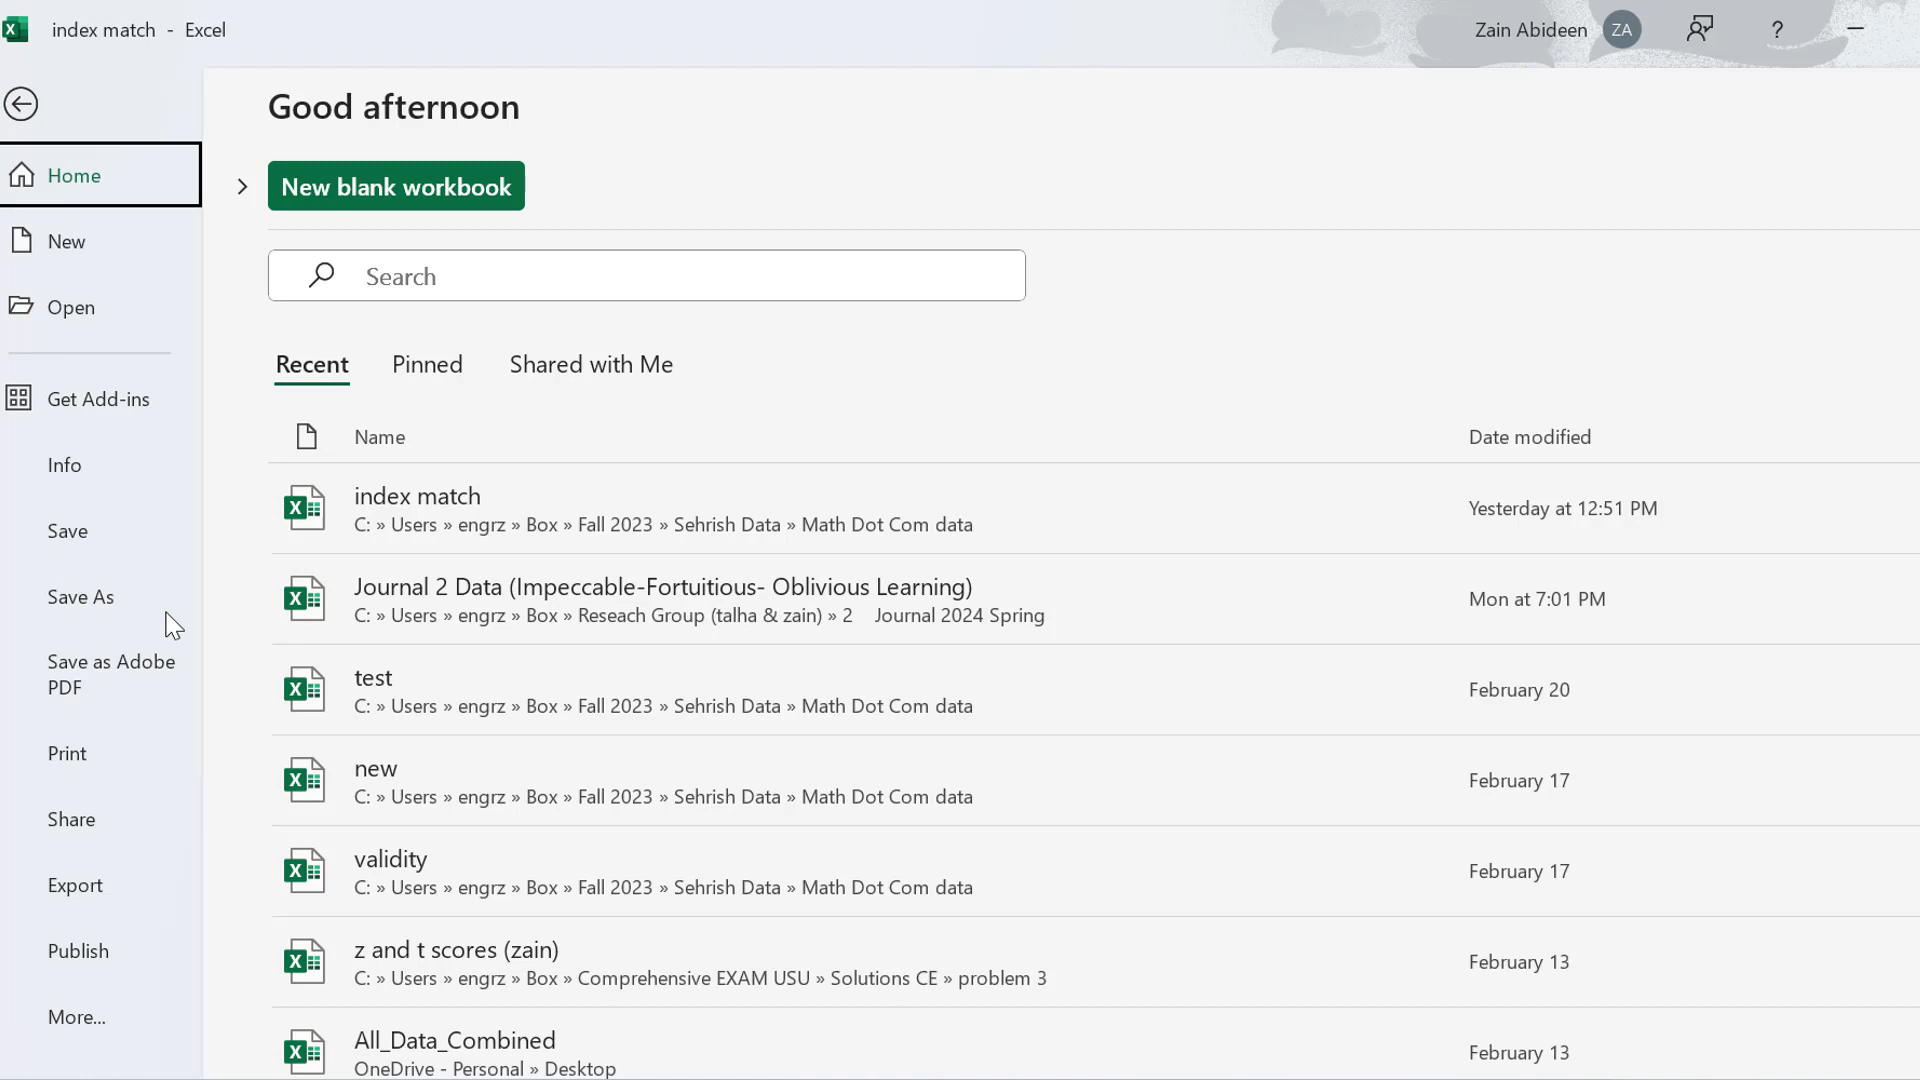 index match - Excel
Zain Abideen
ZA
?
Good afternoon
Home
New blank workbook
New
Search
Open
Recent
Pinned
Shared with Me
Get Add-ins
Name
Date modified
Info
index match
C: » Users » engrz » Box » Fall 2023 » Sehrish Data » Math Dot Com data
Yesterday at 12:51 PM
Save
Journal 2 Data (Impeccable-Fortuitious- Oblivious Learning)
C: » Users » engrz » Box » Reseach Group (talha & zain) » 2 Journal 2024 Spring
Mon at 7:01 PM
Save As
Save as Adobe
PDF
test
C: » Users » engrz » Box » Fall 2023 » Sehrish Data » Math Dot Com data
February 20
Print
new
C: » Users » engrz » Box » Fall 2023 » Sehrish Data » Math Dot Com data
February 17
Share
validity
C: » Users » engrz » Box » Fall 2023 » Sehrish Data » Math Dot Com data
February 17
Export
Publish
z and t scores (zain)
C: » Users » engrz » Box » Comprehensive EXAM USU » Solutions CE » problem 3
February 13
More...
All_Data_Combined
OneDrive - Personal » Desktop
February 13